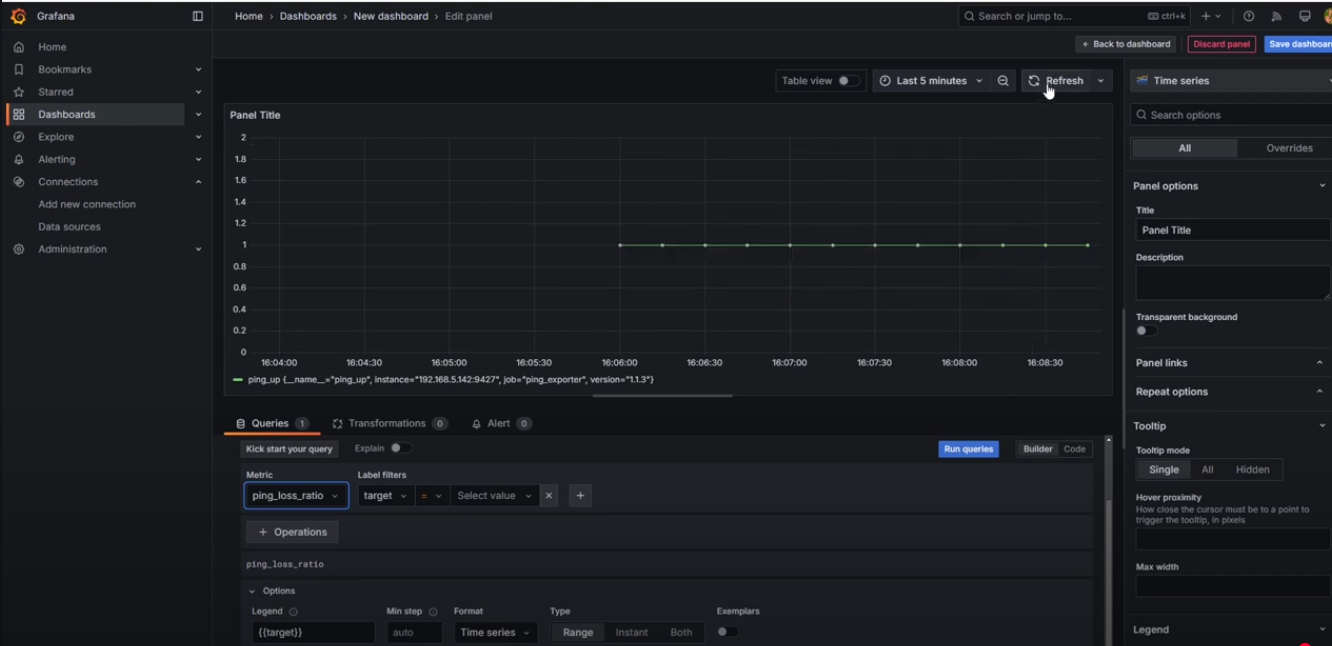 Grafana
Home › Dashboards › New dashboard › Edit panel
Search or jump to...
ctrl+k
Back to dashboard
Discard panel
Save dashboar
Home
Bookmarks
Starred
Dashboards
Explore
Alerting
Connections
Add new connection
Data sources
Administration
Table view
Last 5 minutes
Refresh
Panel Title
2
1.8
1.6
1.4
1.2
1
0.8
0.6
0.4
0.2
0
16:04:00 16:04:30 16:05:00 16:05:30 16:06:00 16:06:30 16:07:00 16:07:30 16:08:00 16:08:30
ping_up {__name__="ping_up", instance="192.168.5.142:9427", job="ping_exporter", version="1.1.3"}
Queries 1 Transformations 0 Alert 0
Kick start your query Explain Run queries Builder Code
Metric Label filters
ping_loss_ratio target = Select value × +
+ Operations
ping_loss_ratio
Options
Legend Min step Format Type Exemplars
{{target}} auto Time series Range Instant Both
Time series
Search options
All Overrides
Panel options
Title
Panel Title
Description
Transparent background
Panel links
Repeat options
Tooltip
Tooltip mode
Single All Hidden
Hover proximity
How close the cursor must be to a point to
trigger the tooltip, in pixels
Max width
Legend